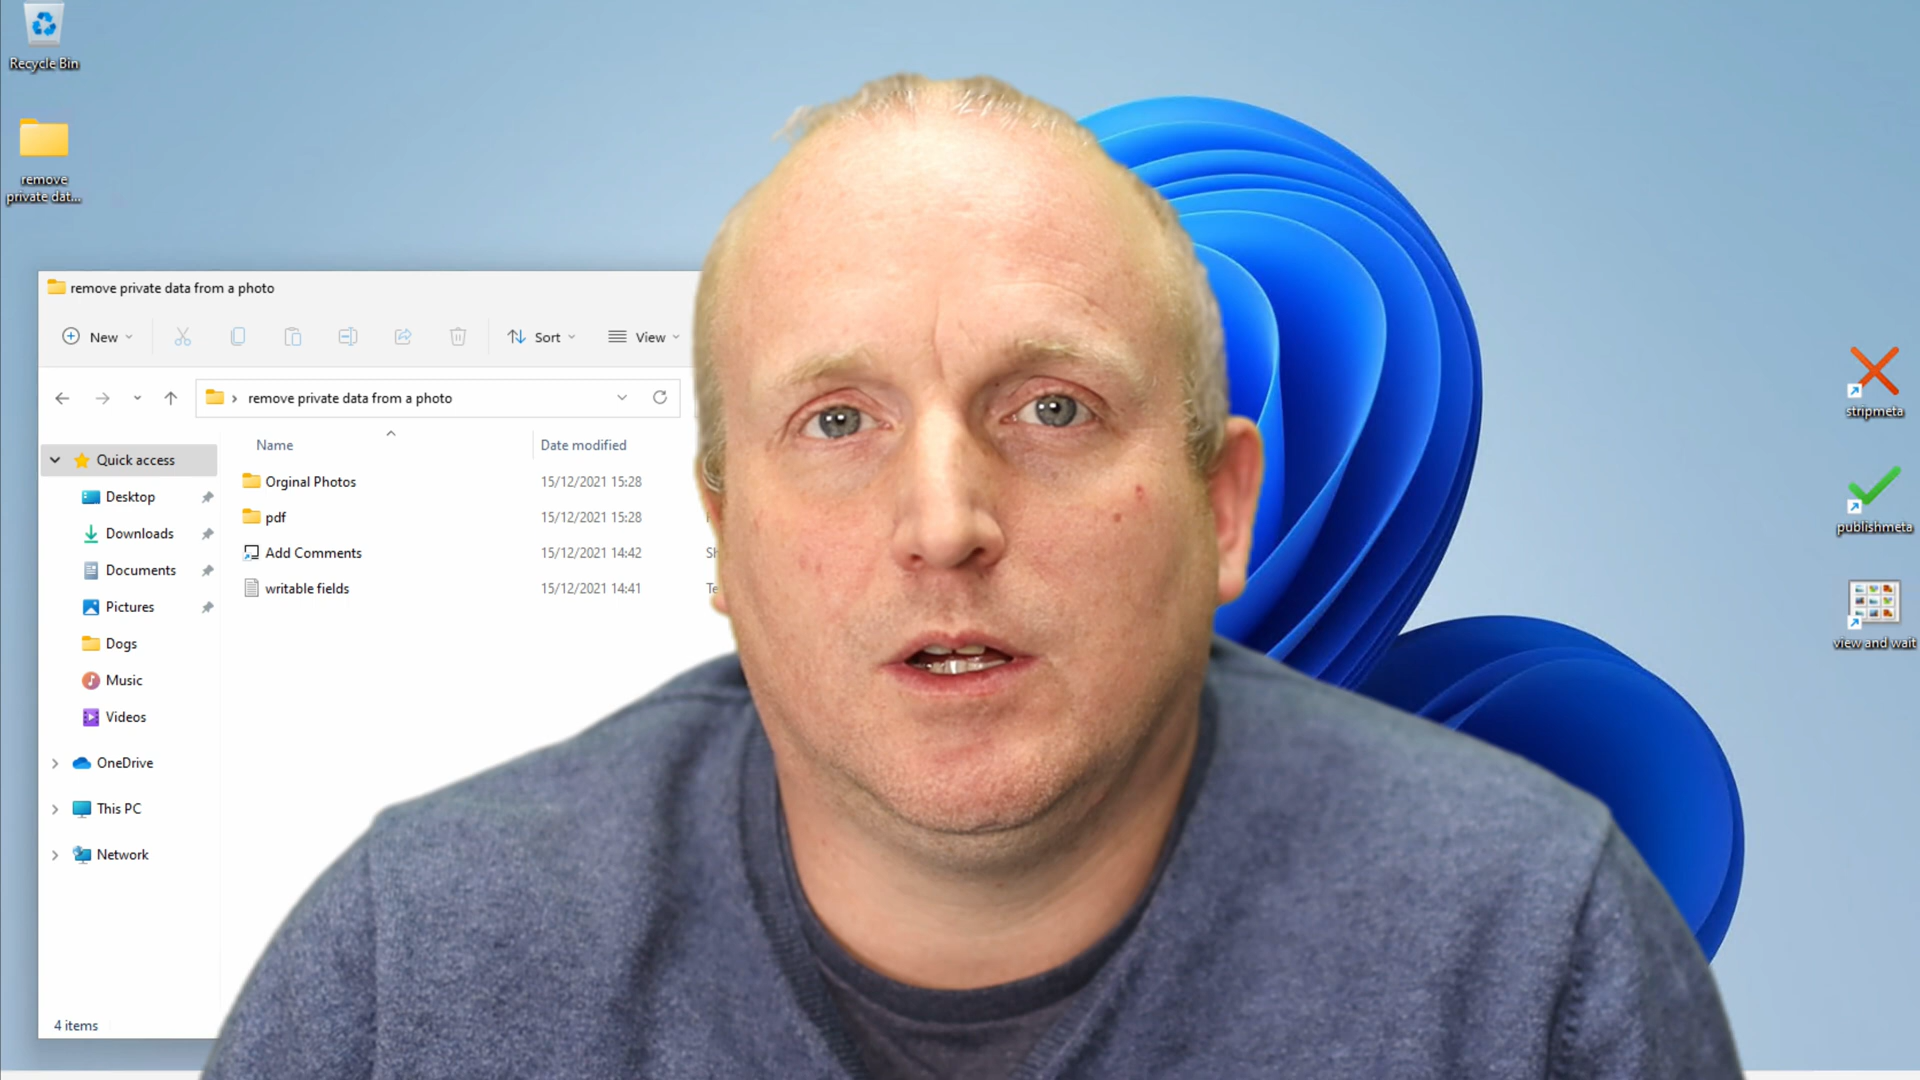 Recycle Bin
remove
private dat...
remove private data from a photo
New
Sort
View
remove private data from a photo
Name
Date modified
Quick access
Desktop
Downloads
Documents
Pictures
Dogs
Music
Videos
OneDrive
This PC
Network
Orginal Photos 15/12/2021 15:28
pdf 15/12/2021 15:28
Add Comments 15/12/2021 14:42 Sh
writable fields 15/12/2021 14:41 Te
4 items
stripmeta
publishmeta
view and wait